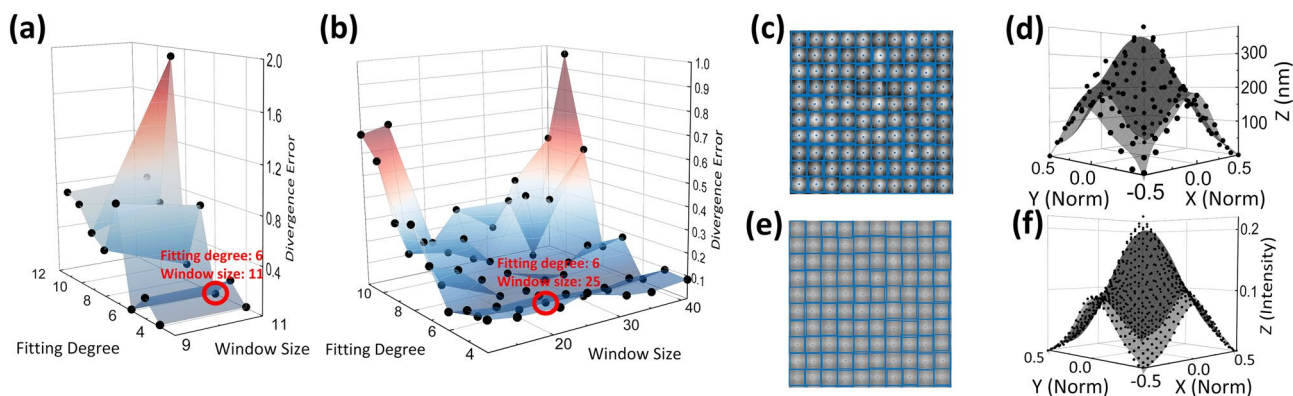 (a)
2.0
1.6
1.2
0.8
0.4
Divergence Error
Fitting degree: 6
Window size: 11
12
10
8
6
4
9
11
Fitting Degree
Window Size
(b)
1.0
0.9
0.8
0.7
0.6
0.5
0.4
0.3
0.2
0.1
Divergence Error
Fitting degree: 6
Window size: 25
10
8
6
4
20
30
40
Fitting Degree
Window Size
(c)
(d)
300
200
100
Z (nm)
0.5
0.0
-0.5
0.0
0.5
Y (Norm)
X (Norm)
(e)
(f)
0.2
0.1
Z (Intensity)
0.5
0.0
-0.5
0.0
0.5
Y (Norm)
X (Norm)